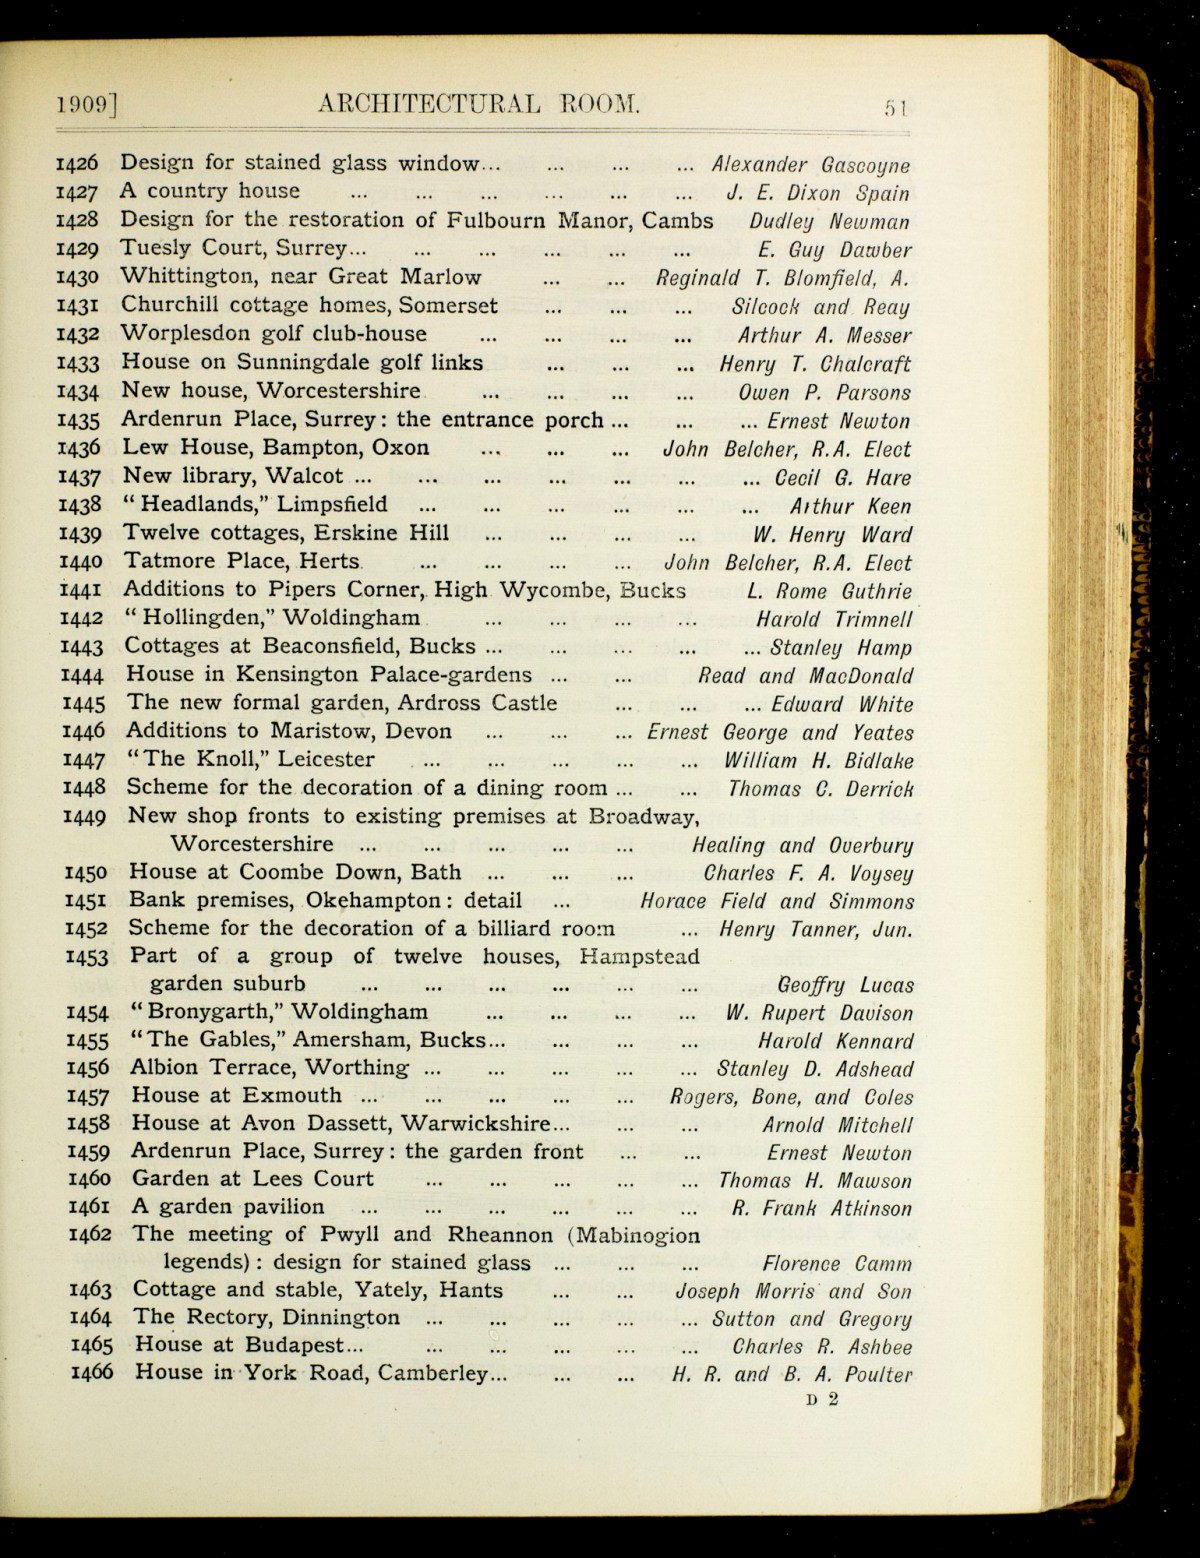 1909] ARCHITECTURAL ROOM. 51
1426 Design for stained glass window... ... ... ... Alexander Gascoyne
1427 A country house ... ... ... ... ... ... J. E. Dixon Spain
1428 Design for the restoration of Fulbourn Manor, Cambs Dudley Newman
1429 Tuesly Court, Surrey... ... ... ... ... ... E. Guy Dawber
1430 Whittington, near Great Marlow ... ... Reginald T. Blomfield, A.
1431 Churchill cottage homes, Somerset ... ... ... Silcock and Reay
1432 Worplesdon golf club-house ... ... ... ... Arthur A. Messer
1433 House on Sunningdale golf links ... ... ... Henry T. Chalcraft
1434 New house, Worcestershire ... ... ... ... Owen P. Parsons
1435 Ardenrun Place, Surrey: the entrance porch ... ... ... Ernest Newton
1436 Lew House, Bampton, Oxon ... ... ... John Belcher, R.A. Elect
1437 New library, Walcot ... ... ... ... ... ... ... Cecil G. Hare
1438 "Headlands," Limpsfield ... ... ... ... ... ... Arthur Keen
1439 Twelve cottages, Erskine Hill ... ... ... ... W. Henry Ward
1440 Tatmore Place, Herts ... ... ... ... John Belcher, R.A. Elect
1441 Additions to Pipers Corner, High Wycombe, Bucks L. Rome Guthrie
1442 "Hollingden," Woldingham ... ... ... ... Harold Trimnell
1443 Cottages at Beaconsfield, Bucks ... ... ... ... ... Stanley Hamp
1444 House in Kensington Palace-gardens ... ... Read and MacDonald
1445 The new formal garden, Ardross Castle ... ... ... Edward White
1446 Additions to Maristow, Devon ... ... ... Ernest George and Yeates
1447 "The Knoll," Leicester ... ... ... ... ... William H. Bidlake
1448 Scheme for the decoration of a dining room ... ... Thomas C. Derrick
1449 New shop fronts to existing premises at Broadway,
Worcestershire ... ... ... ... ... Healing and Overbury
1450 House at Coombe Down, Bath ... ... ... Charles F. A. Voysey
1451 Bank premises, Okehampton: detail ... Horace Field and Simmons
1452 Scheme for the decoration of a billiard room ... Henry Tanner, Jun.
1453 Part of a group of twelve houses, Hampstead
garden suburb ... ... ... ... ... ... Geoffry Lucas
1454 "Bronygarth," Woldingham ... ... ... ... W. Rupert Davison
1455 "The Gables," Amersham, Bucks... ... ... ... Harold Kennard
1456 Albion Terrace, Worthing ... ... ... ... ... Stanley D. Adshead
1457 House at Exmouth ... ... ... ... ... Rogers, Bone, and Coles
1458 House at Avon Dassett, Warwickshire... ... ... Arnold Mitchell
1459 Ardenrun Place, Surrey: the garden front ... ... Ernest Newton
1460 Garden at Lees Court ... ... ... ... ... Thomas H. Mawson
1461 A garden pavilion ... ... ... ... ... ... R. Frank Atkinson
1462 The meeting of Pwyll and Rheannon (Mabinogion
legends): design for stained glass ... ... ... Florence Camm
1463 Cottage and stable, Yately, Hants ... ... Joseph Morris and Son
1464 The Rectory, Dinnington ... ... ... ... ... Sutton and Gregory
1465 House at Budapest... ... ... ... ... ... Charles R. Ashbee
1466 House in York Road, Camberley... ... ... H. R. and B. A. Poulter
D 2